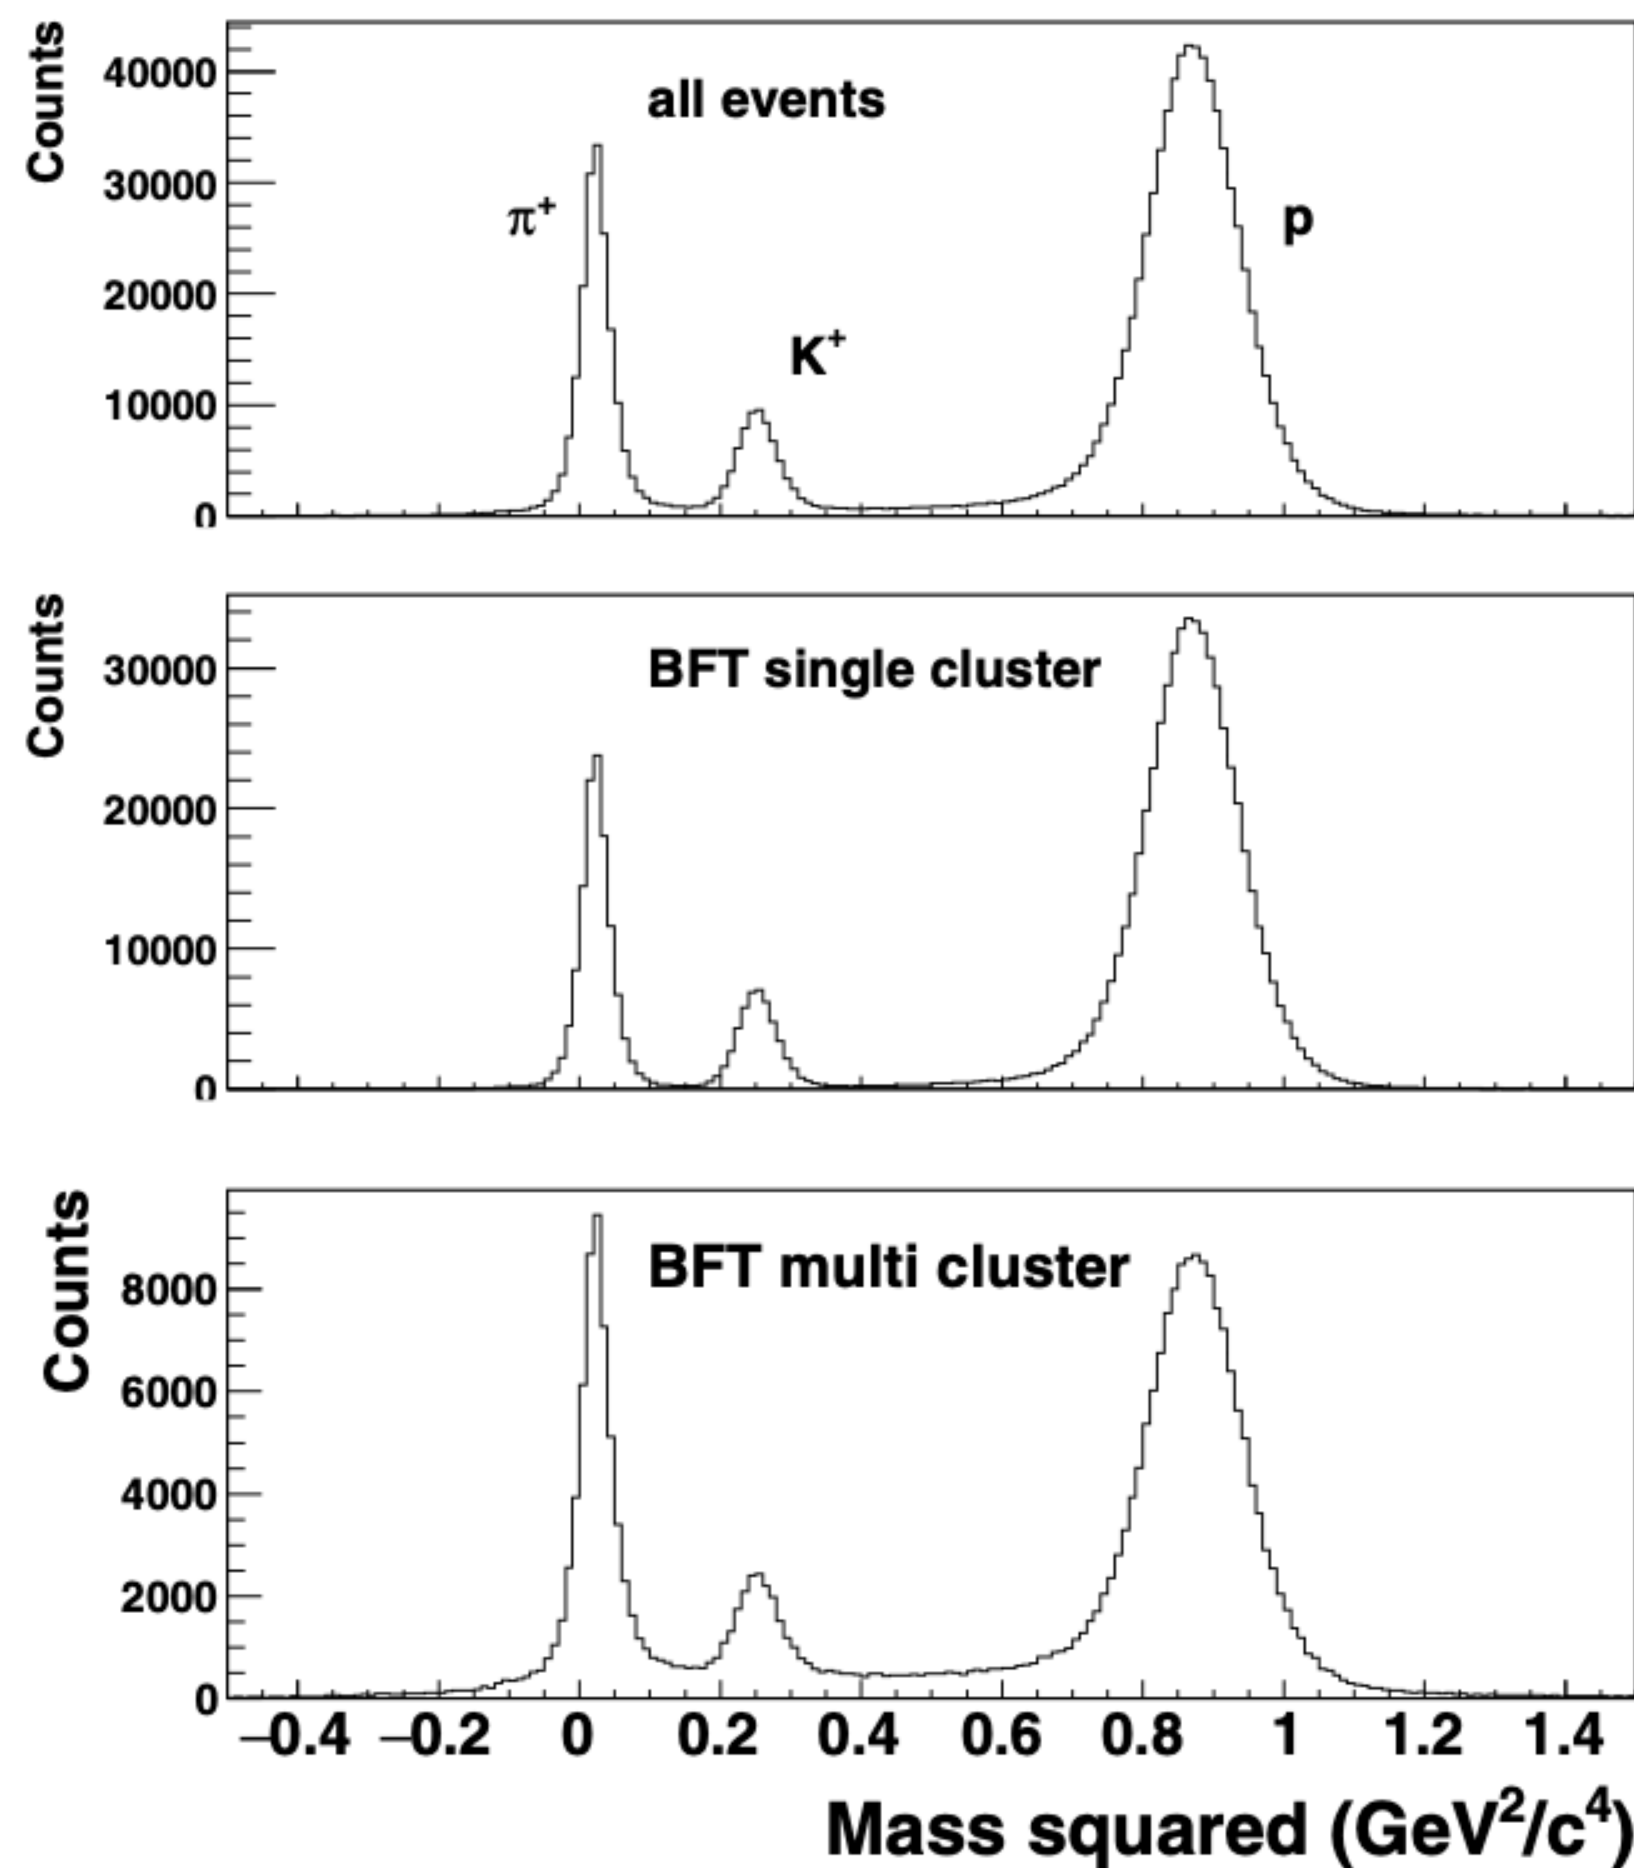 Counts
40000
30000
20000
10000
0
all events
π⁺
K⁺
p
Counts
30000
20000
10000
0
BFT single cluster
Counts
8000
6000
4000
2000
0
BFT multi cluster
−0.4 −0.2 0 0.2 0.4 0.6 0.8 1 1.2 1.4
Mass squared (GeV²/c⁴)